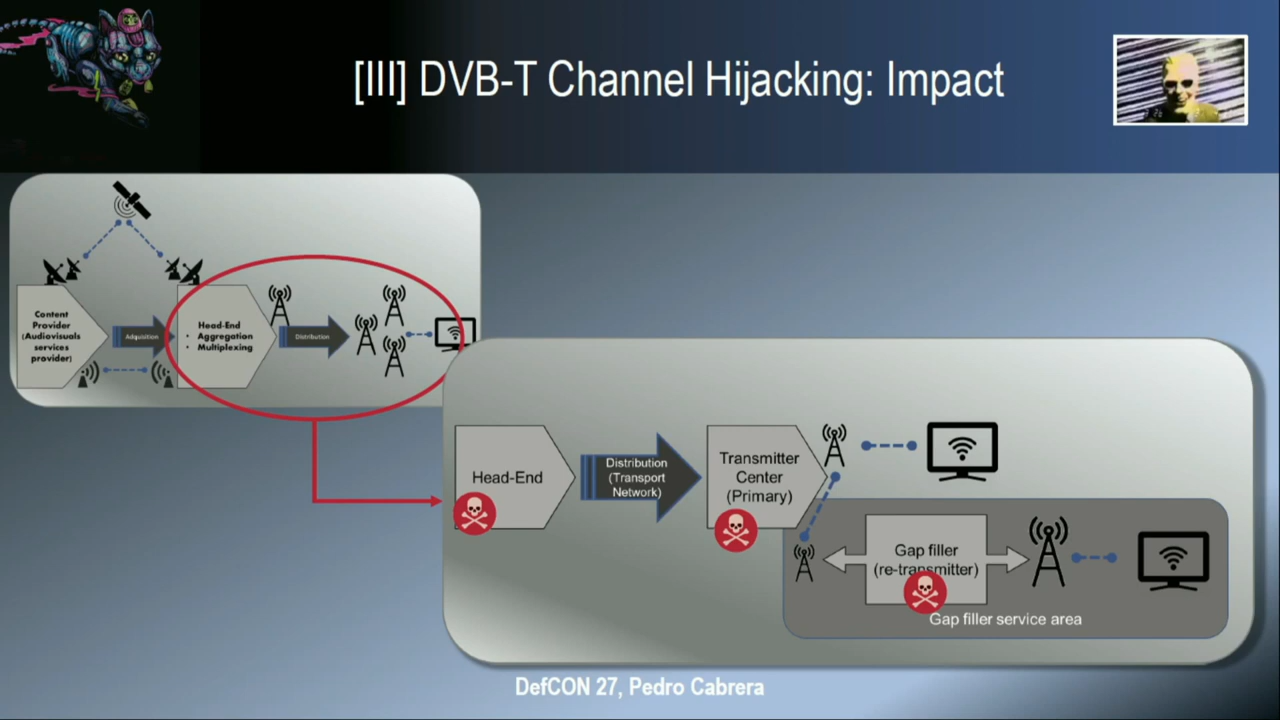 [III] DVB-T Channel Hijacking: Impact
Content
Provider
(Audiovisuals
services
provider)
Adquisition
Head-End
• Aggregation
• Multiplexing
Distribution
Head-End
Distribution
(Transport
Network)
Transmitter
Center
(Primary)
Gap filler
(re-transmitter)
Gap filler service area
DefCON 27, Pedro Cabrera